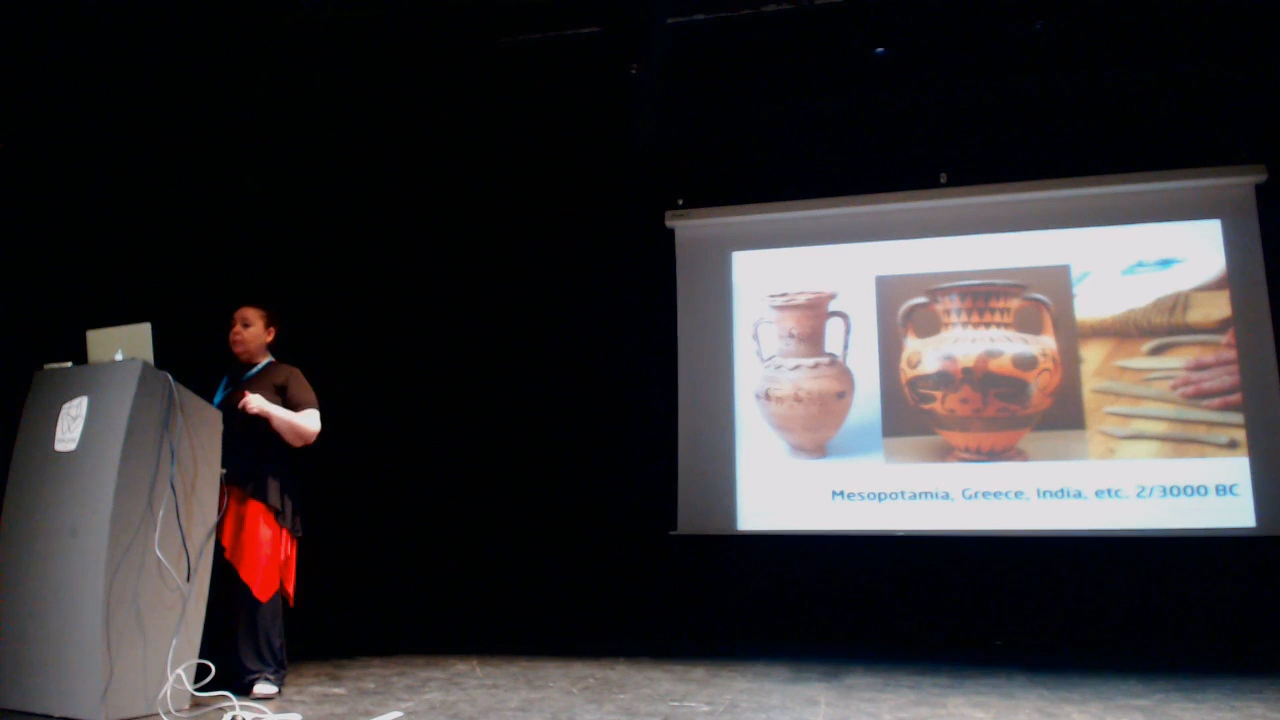 Mesopotamia, Greece, India, etc. 2/3000 BC